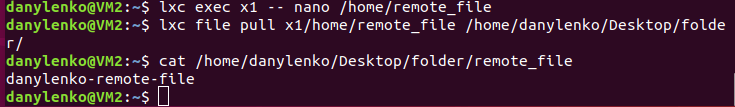 danylenko@VM2:~$ lxc exec x1 -- nano /home/remote_file
danylenko@VM2:~$ lxc file pull x1/home/remote_file /home/danylenko/Desktop/folde
r/
danylenko@VM2:~$ cat /home/danylenko/Desktop/folder/remote_file
danylenko-remote-file
danylenko@VM2:~$